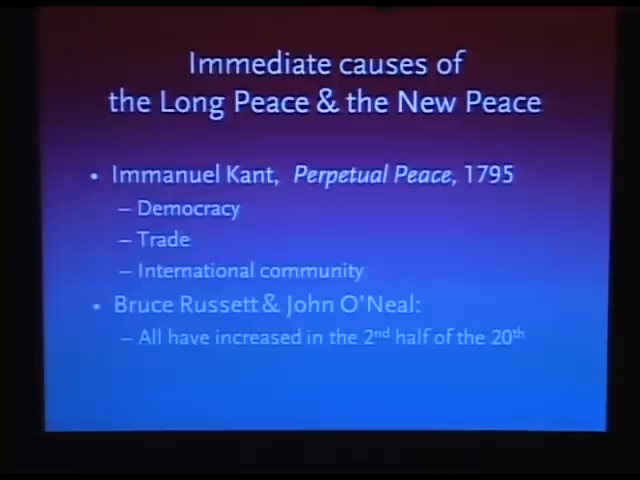 Immediate causes of
the Long Peace & the New Peace
• Immanuel Kant, Perpetual Peace, 1795
– Democracy
– Trade
– International community
• Bruce Russett & John O'Neal:
– All have increased in the 2nd half of the 20th